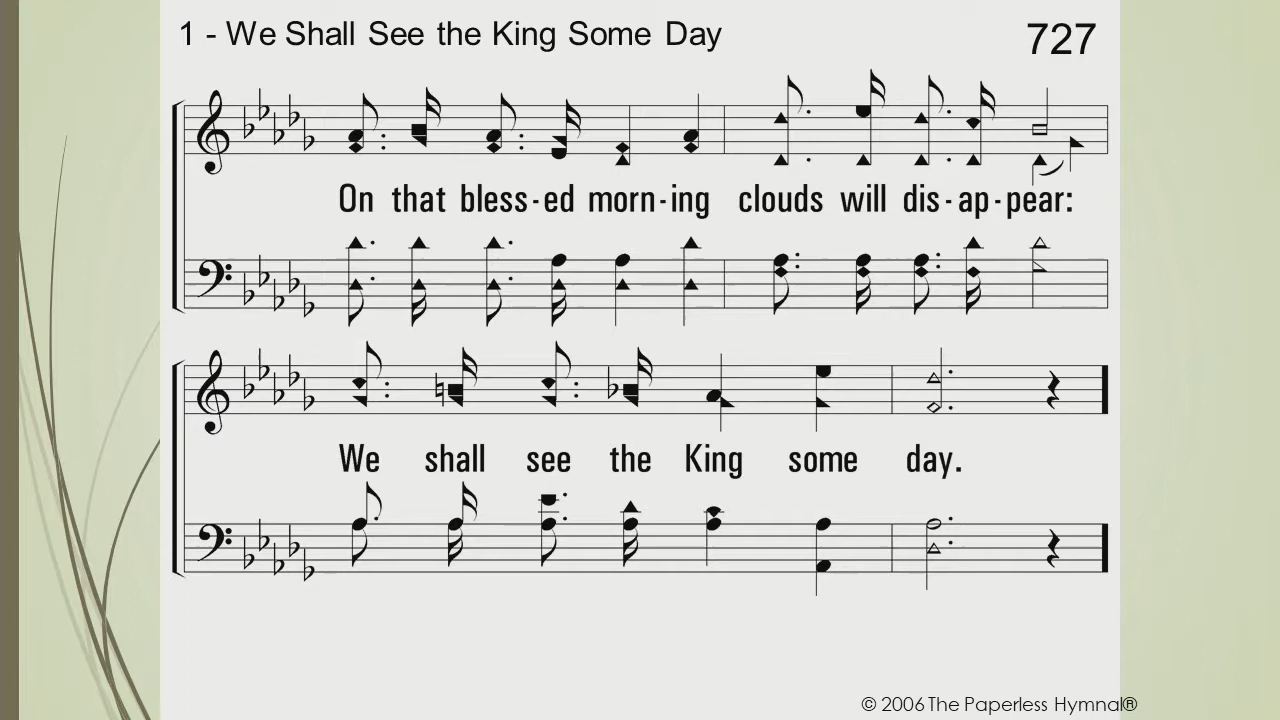 1 - We Shall See the King Some Day
727
On that bless-ed morn-ing clouds will dis-ap-pear:
We shall see the King some day.
© 2006 The Paperless Hymnal®